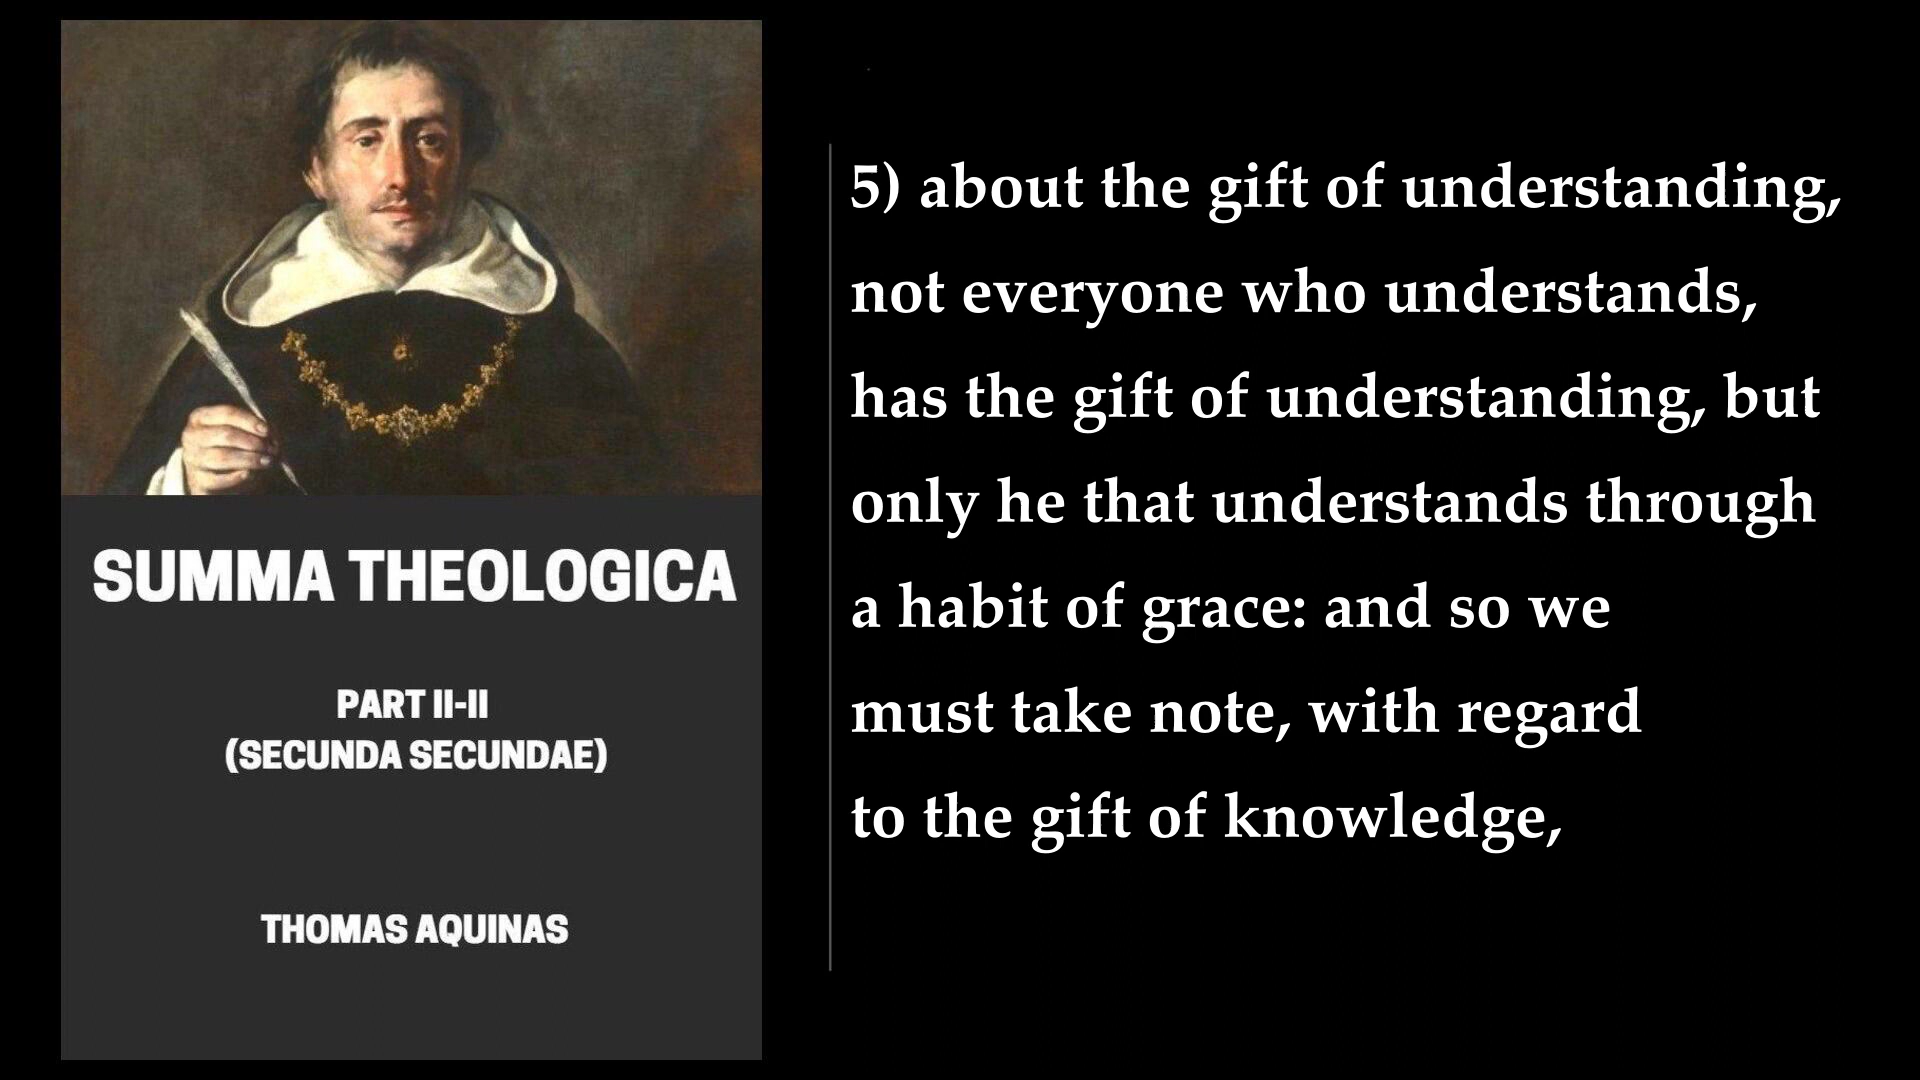 SUMMA THEOLOGICA
PART II-II
(SECUNDA SECUNDAE)
THOMAS AQUINAS
5) about the gift of understanding,
not everyone who understands,
has the gift of understanding, but
only he that understands through
a habit of grace: and so we
must take note, with regard
to the gift of knowledge,